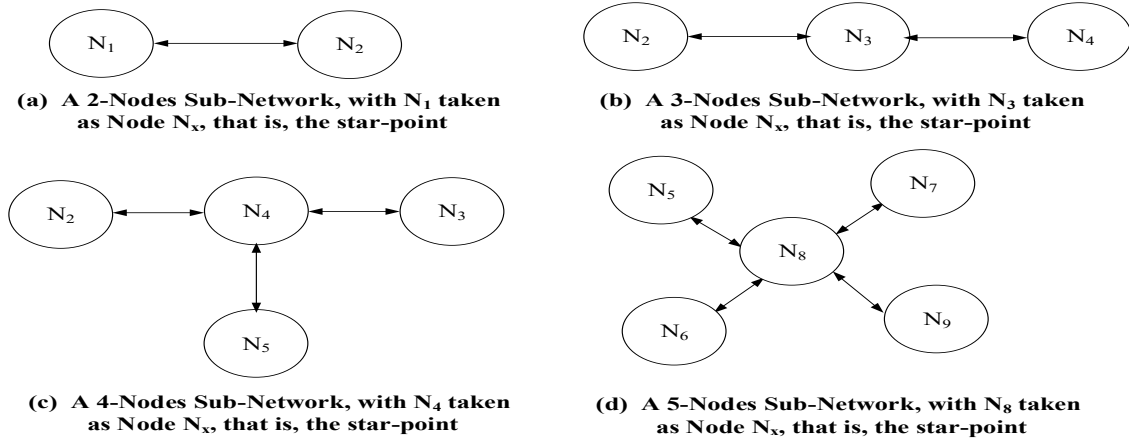 N₁
N₂
(a) A 2-Nodes Sub-Network, with N₁ taken
as Node Nₓ, that is, the star-point
N₂
N₃
N₄
(b) A 3-Nodes Sub-Network, with N₃ taken
as Node Nₓ, that is, the star-point
N₂
N₄
N₃
N₅
(c) A 4-Nodes Sub-Network, with N₄ taken
as Node Nₓ, that is, the star-point
N₅
N₇
N₈
N₆
N₉
(d) A 5-Nodes Sub-Network, with N₈ taken
as Node Nₓ, that is, the star-point